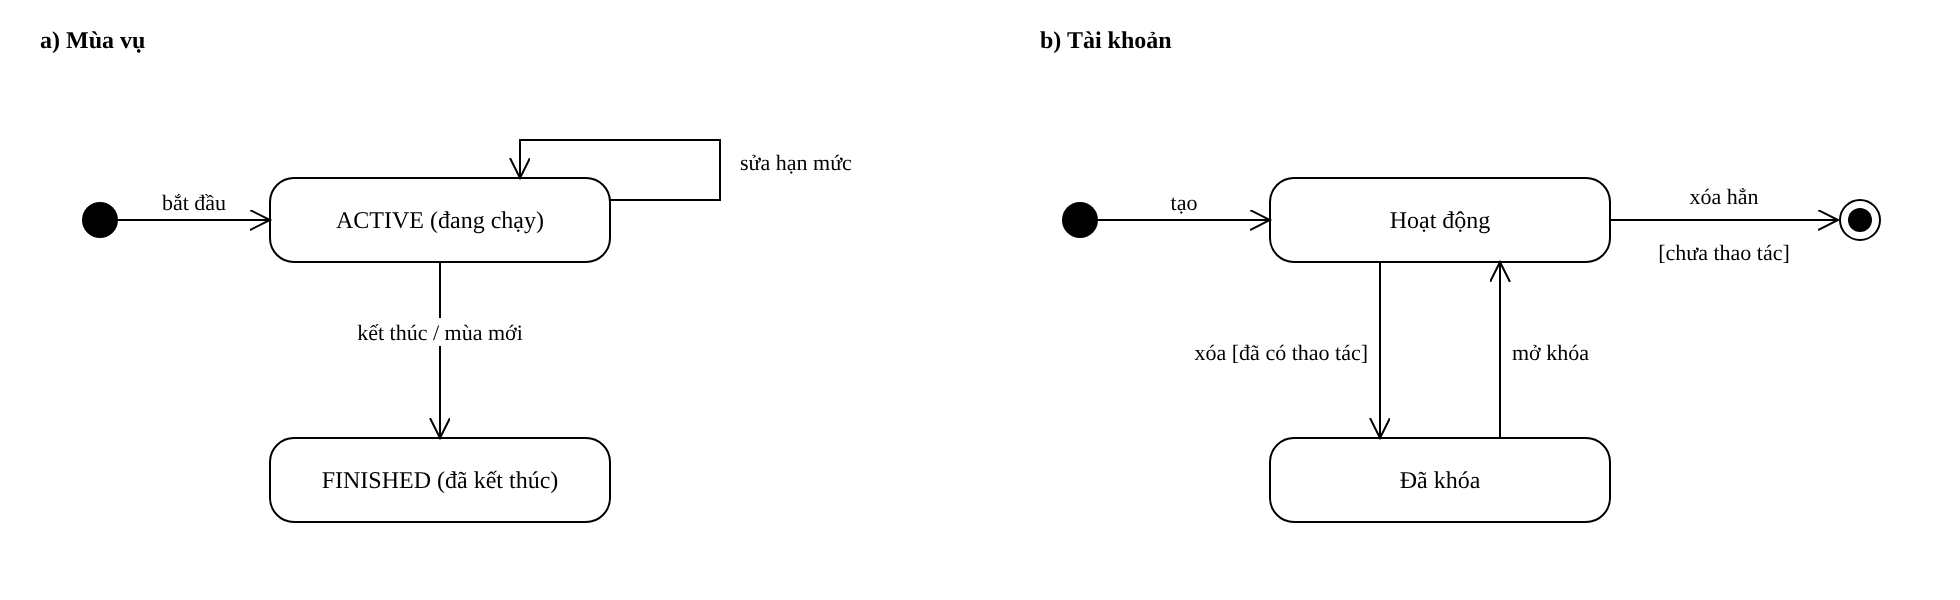 a) Mùa vụ
bắt đầu
ACTIVE (đang chạy)
sửa hạn mức
kết thúc / mùa mới
FINISHED (đã kết thúc)
b) Tài khoản
tạo
Hoạt động
xóa hẳn
[chưa thao tác]
xóa [đã có thao tác]
mở khóa
Đã khóa